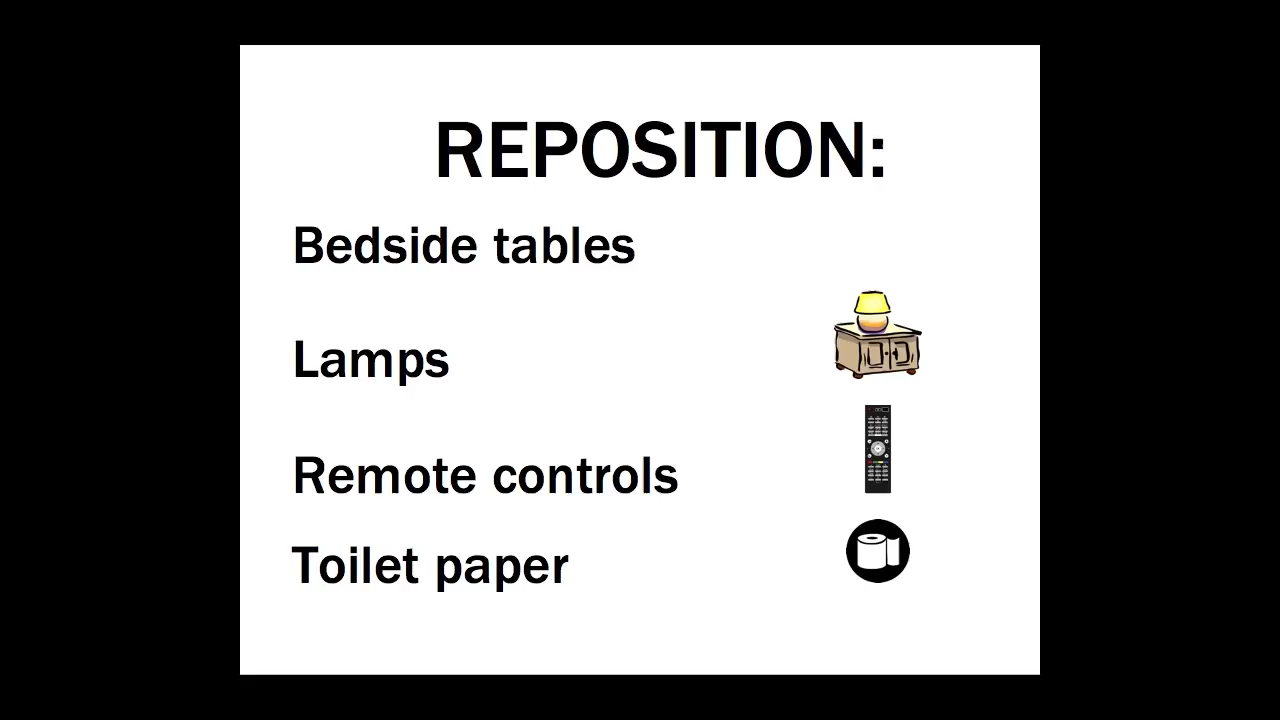 REPOSITION:
Bedside tables
Lamps
Remote controls
Toilet paper